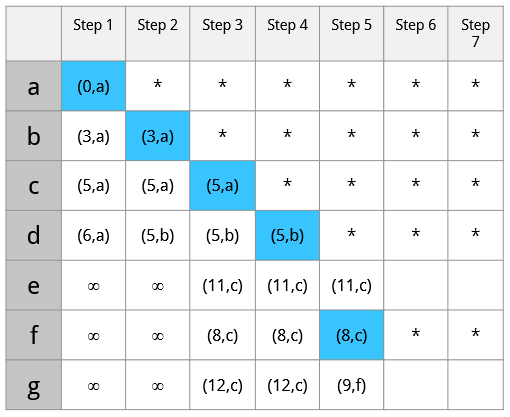 Step 1 Step 2 Step 3 Step 4 Step 5 Step 6 Step 7
a (0,a) * * * * * *
b (3,a) (3,a) * * * * *
c (5,a) (5,a) (5,a) * * * *
d (6,a) (5,b) (5,b) (5,b) * * *
e ∞ ∞ (11,c) (11,c) (11,c)
f ∞ ∞ (8,c) (8,c) (8,c) * *
g ∞ ∞ (12,c) (12,c) (9,f)